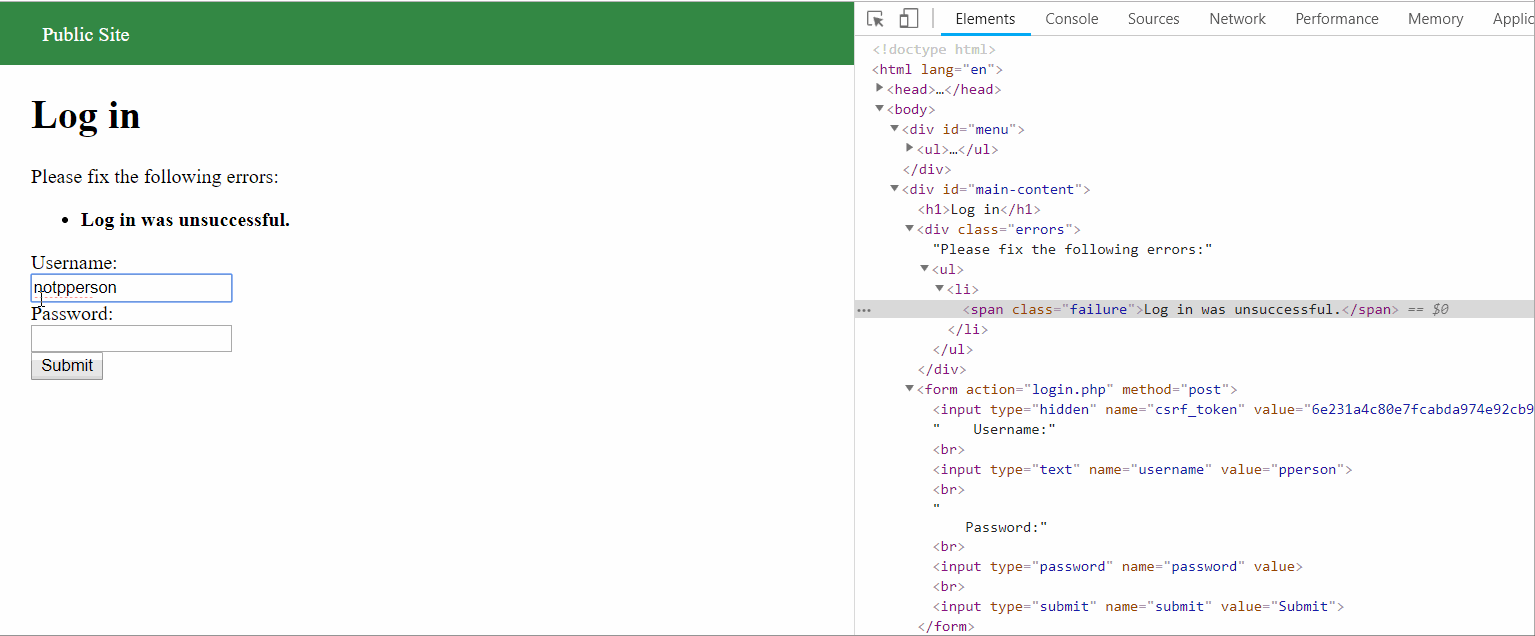 Public Site
Log in
Please fix the following errors:
• Log in was unsuccessful.
Username:
notpperson
Password:
Submit
Elements Console Sources Network Performance Memory Applic
<!doctype html>
<html lang="en">
<head>…</head>
<body>
<div id="menu">
<ul>…</ul>
</div>
<div id="main-content">
<h1>Log in</h1>
<div class="errors">
"Please fix the following errors:"
<ul>
<li>
<span class="failure">Log in was unsuccessful.</span> == $0
</li>
</ul>
</div>
<form action="login.php" method="post">
<input type="hidden" name="csrf_token" value="6e231a4c80e7fcabda974e92cb9
"    Username:"
<br>
<input type="text" name="username" value="pperson">
<br>
"
Password:"
<br>
<input type="password" name="password" value>
<br>
<input type="submit" name="submit" value="Submit">
</form>